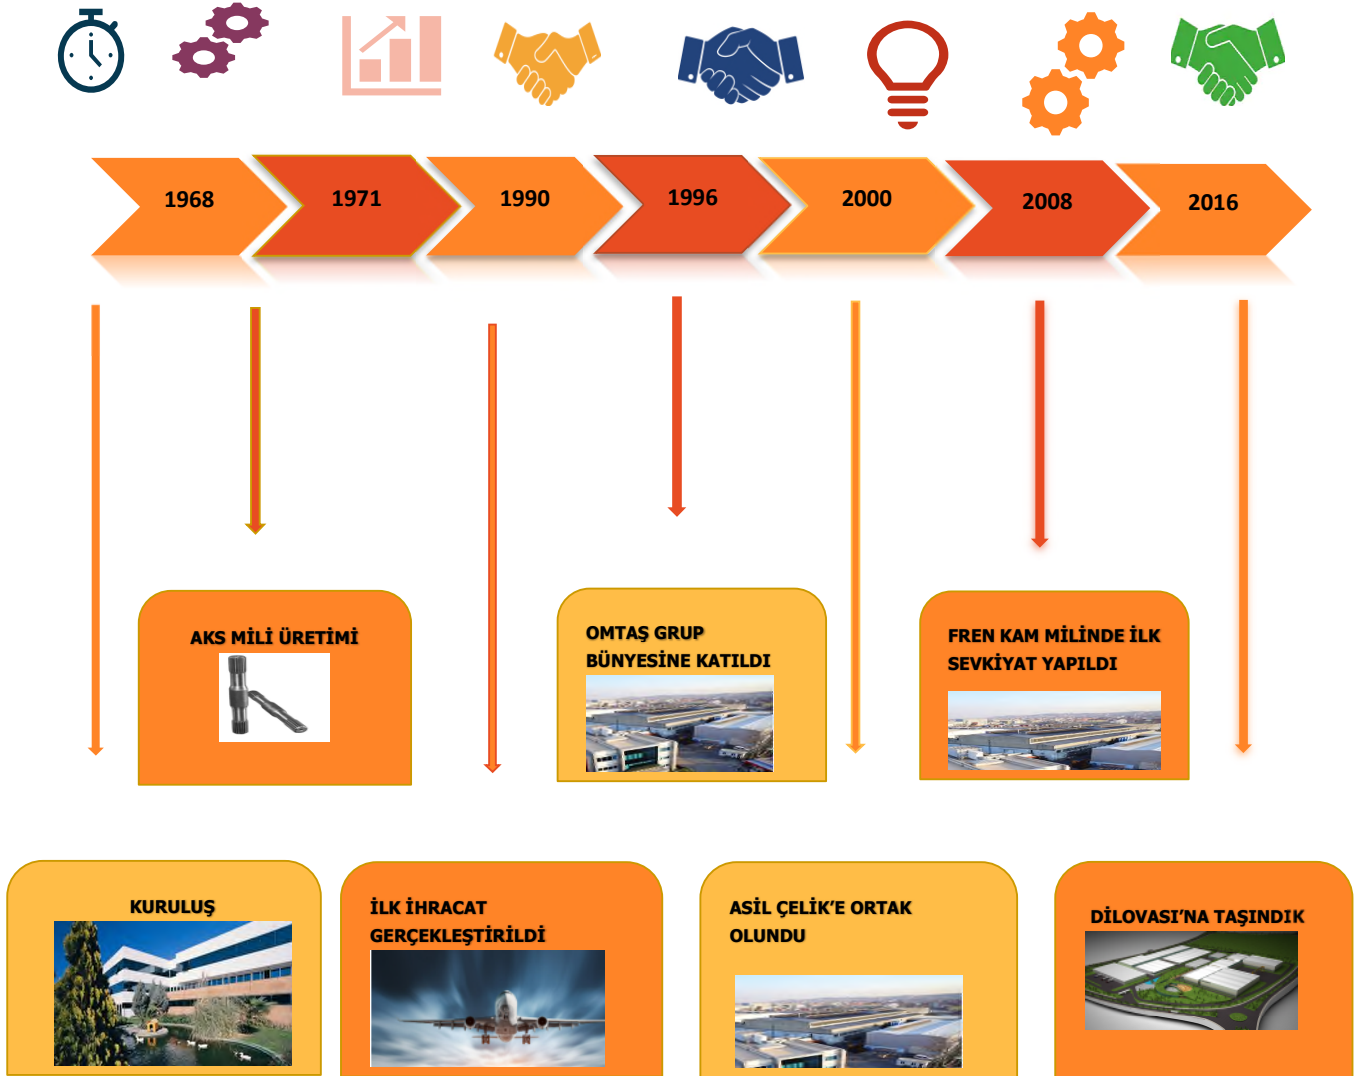 1968
1971
1990
1996
2000
2008
2016
AKS MİLİ ÜRETİMİ
OMTAŞ GRUP
BÜNYESİNE KATILDI
FREN KAM MİLİNDE İLK
SEVKİYAT YAPILDI
KURULUŞ
İLK İHRACAT
GERÇEKLEŞTİRİLDİ
ASİL ÇELİK’E ORTAK
OLUNDU
DİLOVASI’NA TAŞINDIK